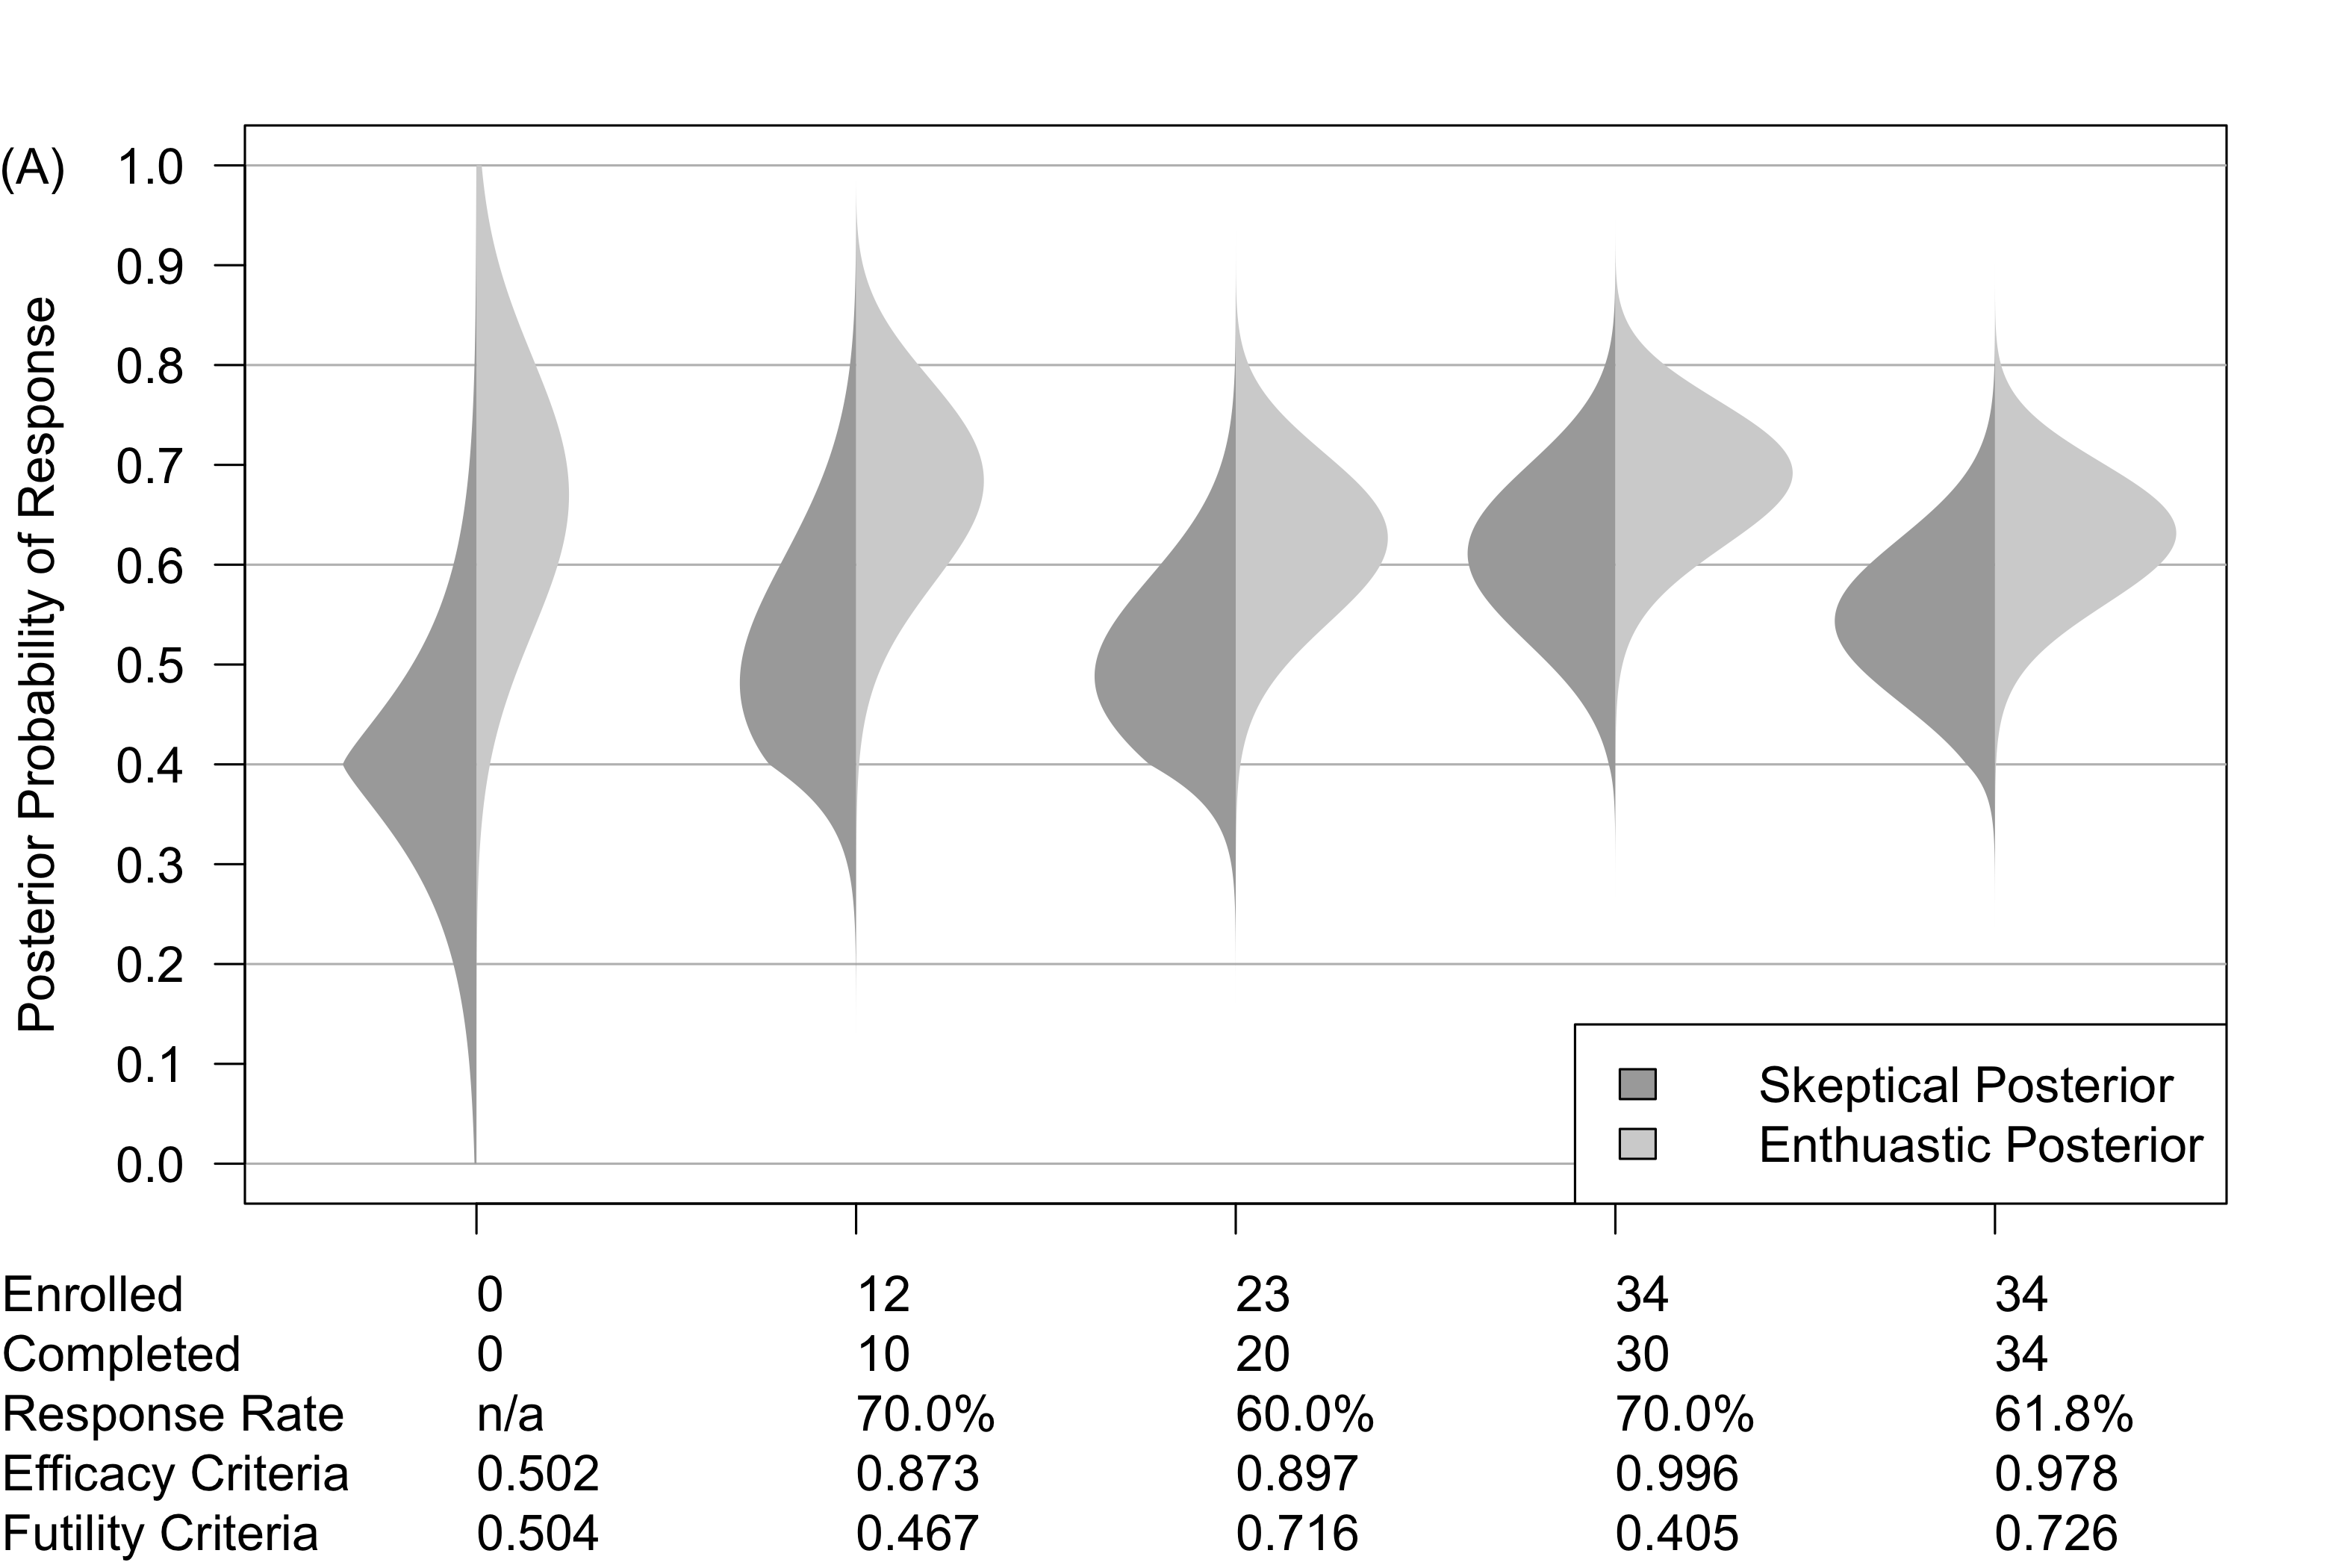 (A)
Posterior Probability of Response
1.0
0.9
0.8
0.7
0.6
0.5
0.4
0.3
0.2
0.1
0.0
Skeptical Posterior
Enthuastic Posterior
Enrolled 0 12 23 34 34
Completed 0 10 20 30 34
Response Rate n/a 70.0% 60.0% 70.0% 61.8%
Efficacy Criteria 0.502 0.873 0.897 0.996 0.978
Futility Criteria 0.504 0.467 0.716 0.405 0.726